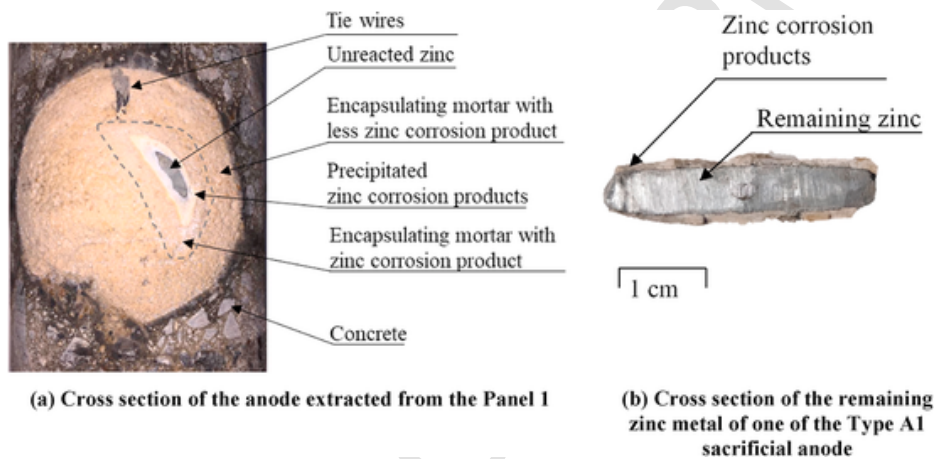 Tie wires
Unreacted zinc
Encapsulating mortar with
less zinc corrosion product
Precipitated
zinc corrosion products
Encapsulating mortar with
zinc corrosion product
Concrete
(a) Cross section of the anode extracted from the Panel 1
Zinc corrosion
products
Remaining zinc
1 cm
(b) Cross section of the remaining
zinc metal of one of the Type A1
sacrificial anode